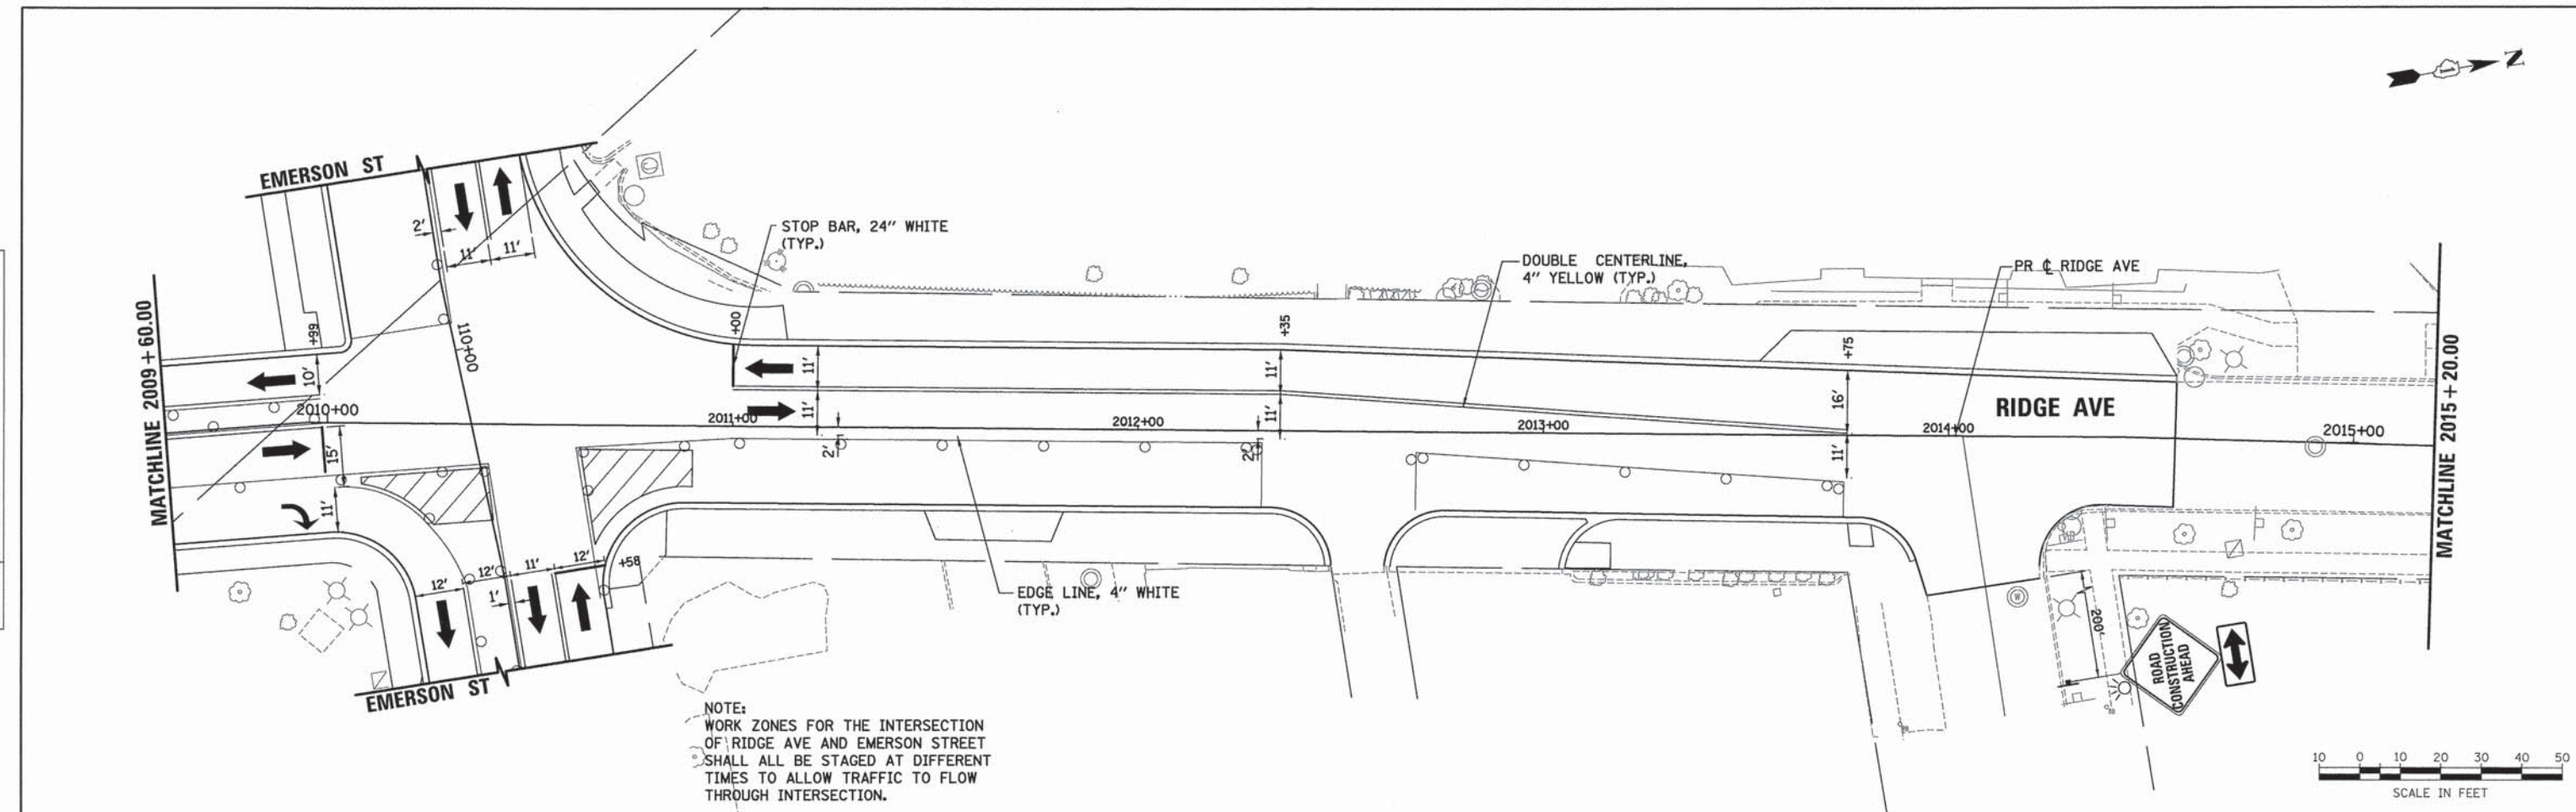 N
EMERSON ST
2'
11'
11'
STOP BAR, 24" WHITE
(TYP.)
DOUBLE CENTERLINE,
4" YELLOW (TYP.)
PR ℄ RIDGE AVE
MATCHLINE 2009 + 60.00
+99
110+00
+00
+35
+75
MATCHLINE 2015 + 20.00
10'
11'
11'
16'
2010+00
2011+00
11'
2012+00
11'
2013+00
RIDGE AVE
2014+00
2015+00
15'
2'
2'
11'
11'
12'
12'
11'
12'
+58
1'
EDGE LINE, 4" WHITE
(TYP.)
W
200'
ROAD
CONSTRUCTION
AHEAD
EMERSON ST
NOTE:
WORK ZONES FOR THE INTERSECTION
OF RIDGE AVE AND EMERSON STREET
SHALL ALL BE STAGED AT DIFFERENT
TIMES TO ALLOW TRAFFIC TO FLOW
THROUGH INTERSECTION.
10 0 10 20 30 40 50
SCALE IN FEET